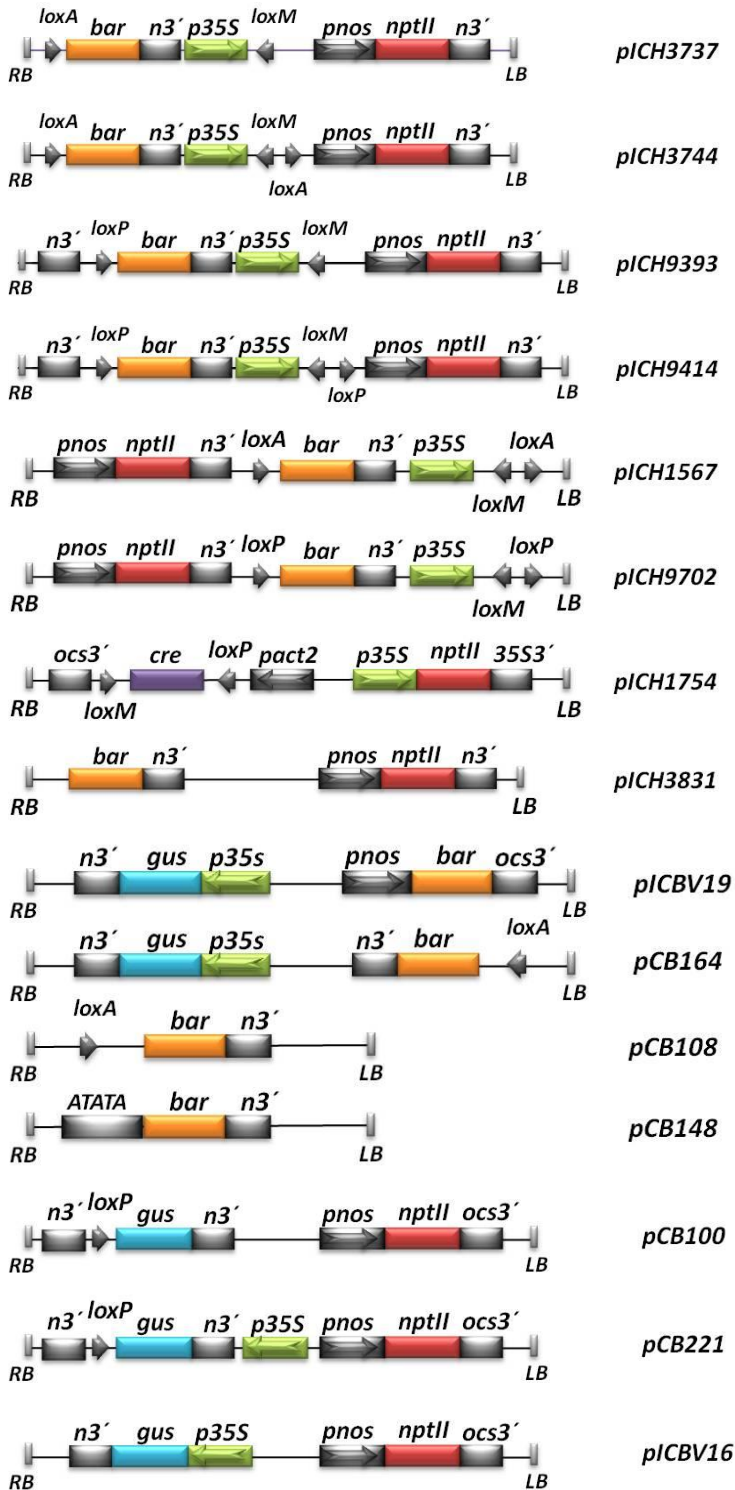 loxA bar n3´ p35S loxM pnos nptII n3´
RB LB pICH3737
loxA bar n3´ p35S loxM pnos nptII n3´
RB loxA LB pICH3744
n3´ loxP bar n3´ p35S loxM pnos nptII n3´
RB LB pICH9393
n3´ loxP bar n3´ p35S loxM pnos nptII n3´
RB loxP LB pICH9414
pnos nptII n3´ loxA bar n3´ p35S loxA
RB loxM LB pICH1567
pnos nptII n3´ loxP bar n3´ p35S loxP
RB loxM LB pICH9702
ocs3´ cre loxP pact2 p35S nptII 35S3´
RB loxM LB pICH1754
bar n3´ pnos nptII n3´
RB LB pICH3831
n3´ gus p35s pnos bar ocs3´
RB LB pICBV19
n3´ gus p35s n3´ bar loxA
RB LB pCB164
loxA bar n3´
RB LB pCB108
ATATA bar n3´
RB LB pCB148
n3´ loxP gus n3´ pnos nptII ocs3´
RB LB pCB100
n3´ loxP gus n3´ p35S pnos nptII ocs3´
RB LB pCB221
n3´ gus p35S pnos nptII ocs3´
RB LB pICBV16